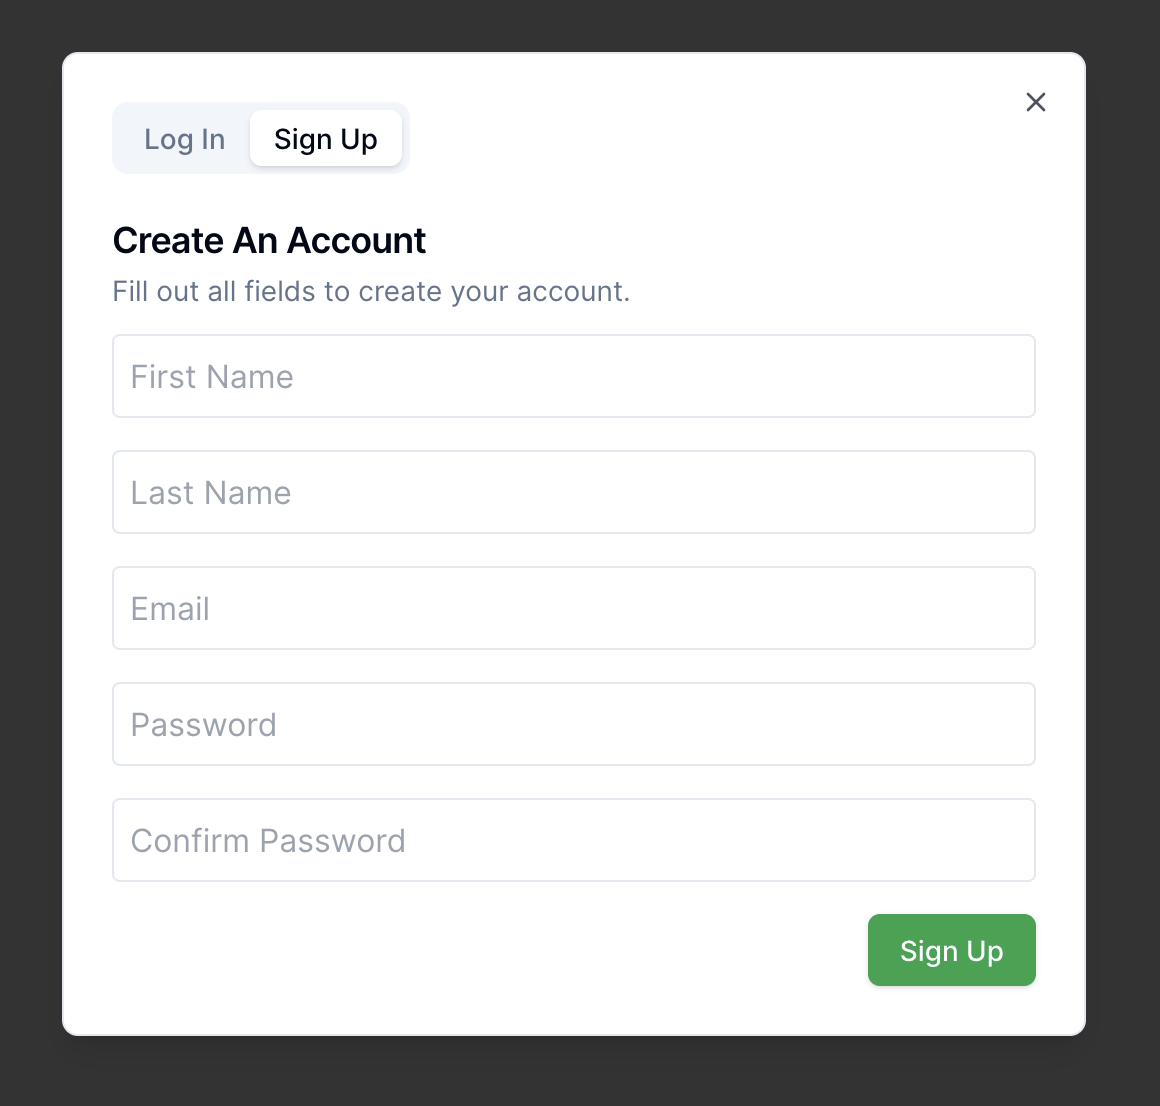 Log In Sign Up
Create An Account
Fill out all fields to create your account.
First Name
Last Name
Email
Password
Confirm Password
Sign Up